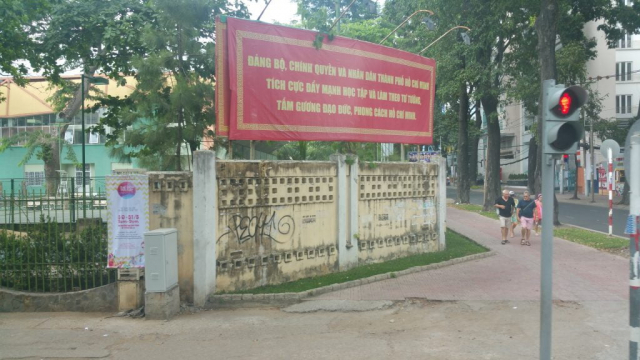 ĐẢNG BỘ, CHÍNH QUYỀN VÀ NHÂN DÂN THÀNH PHỐ HỒ CHÍ MINH
TÍCH CỰC ĐẨY MẠNH HỌC TẬP VÀ LÀM THEO TƯ TƯỞNG,
TẤM GƯƠNG ĐẠO ĐỨC, PHONG CÁCH HỒ CHÍ MINH.